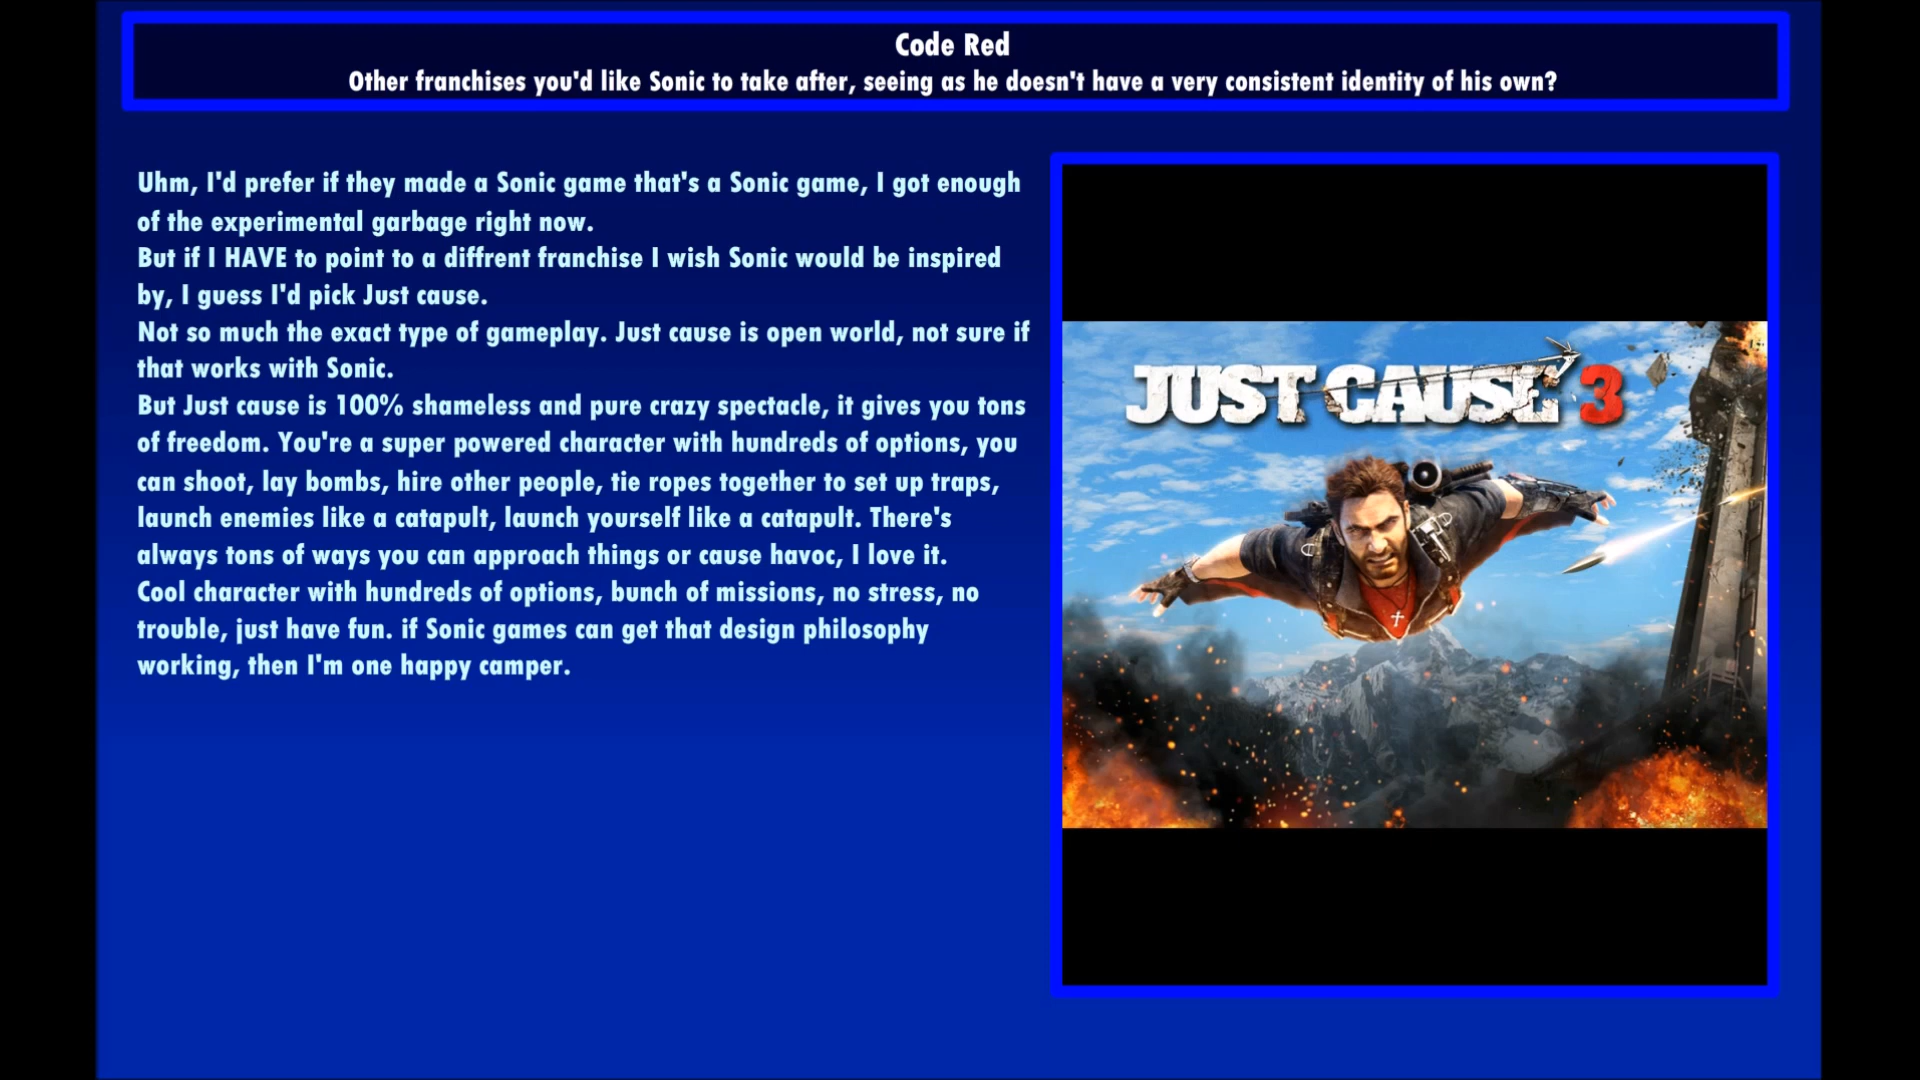 Code Red
Other franchises you'd like Sonic to take after, seeing as he doesn't have a very consistent identity of his own?
Uhm, I'd prefer if they made a Sonic game that's a Sonic game, I got enough
of the experimental garbage right now.
But if I HAVE to point to a diffrent franchise I wish Sonic would be inspired
by, I guess I'd pick Just cause.
Not so much the exact type of gameplay. Just cause is open world, not sure if
that works with Sonic.
But Just cause is 100% shameless and pure crazy spectacle, it gives you tons
of freedom. You're a super powered character with hundreds of options, you
can shoot, lay bombs, hire other people, tie ropes together to set up traps,
launch enemies like a catapult, launch yourself like a catapult. There's
always tons of ways you can approach things or cause havoc, I love it.
Cool character with hundreds of options, bunch of missions, no stress, no
trouble, just have fun. if Sonic games can get that design philosophy
working, then I'm one happy camper.
JUST CAUSE 3